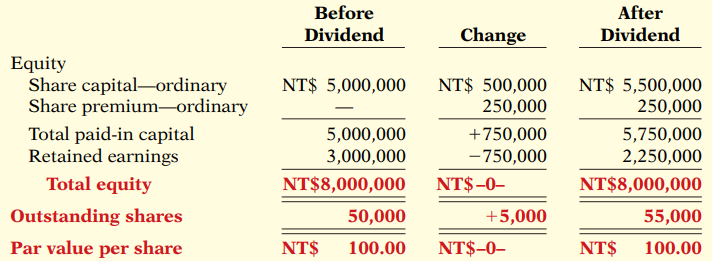 Before After
Dividend Change Dividend
Equity
Share capital—ordinary NT$ 5,000,000 NT$ 500,000 NT$ 5,500,000
Share premium—ordinary — 250,000 250,000
Total paid-in capital 5,000,000 +750,000 5,750,000
Retained earnings 3,000,000 −750,000 2,250,000
Total equity NT$8,000,000 NT$–0– NT$8,000,000
Outstanding shares 50,000 +5,000 55,000
Par value per share NT$ 100.00 NT$–0– NT$ 100.00